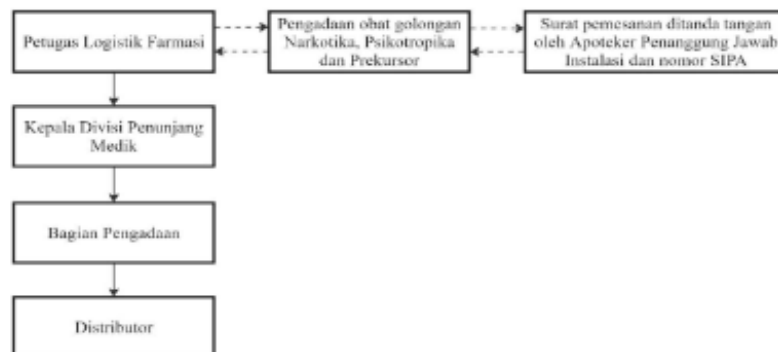 Petugas Logistik Farmasi
Pengadaan obat golongan
Narkotika, Psikotropika
dan Prekursor
Surat pemesanan ditanda tangan
oleh Apoteker Penanggung Jawab
Instalasi dan nomor SIPA
Kepala Divisi Penunjang
Medik
Bagian Pengadaan
Distributor